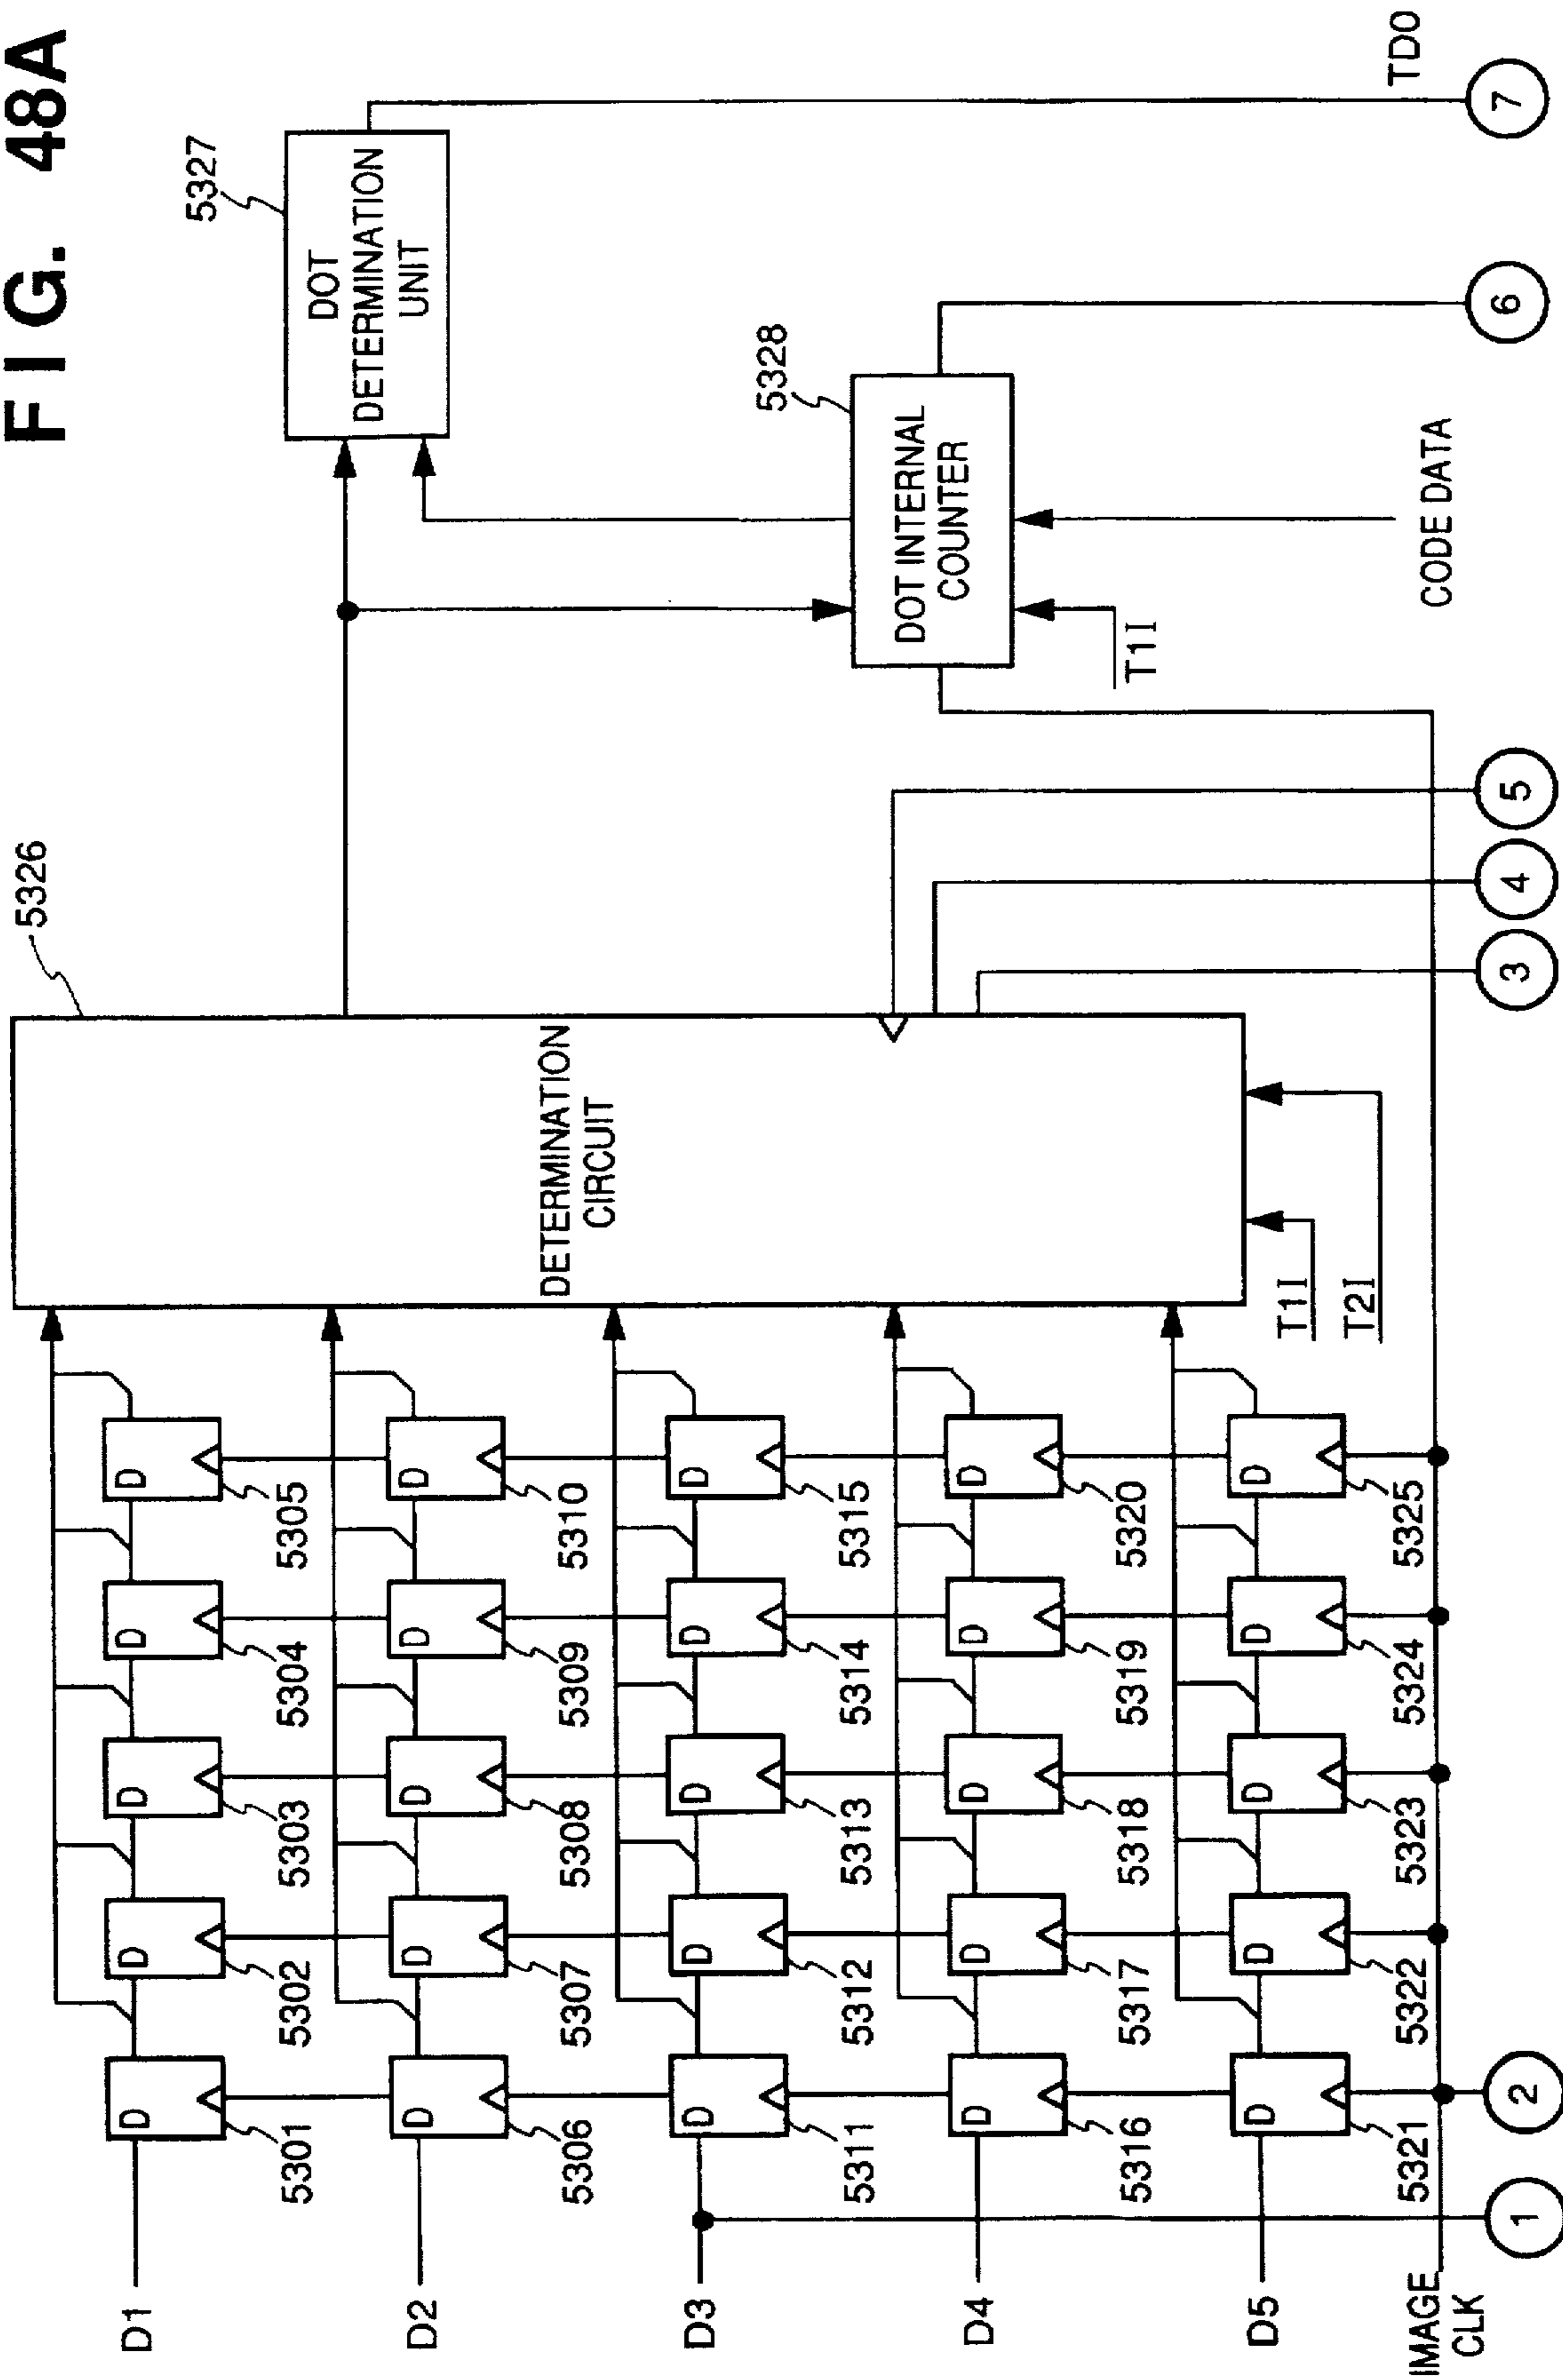 FIG. 48A
5326
5327
DOT
DETERMINATION
UNIT
5328
DOT INTERNAL
COUNTER
DETERMINATION
CIRCUIT
D1
D
D
D
D
D
5301
5302
5303
5304
5305
D2
D
D
D
D
D
5306
5307
5308
5309
5310
D3
D
D
D
D
D
5311
5312
5313
5314
5315
D4
D
D
D
D
D
5316
5317
5318
5319
5320
D5
D
D
D
D
D
5321
5322
5323
5324
5325
T1I
T2I
T1I
CODE DATA
TD0
IMAGE
CLK
1
2
3
4
5
6
7